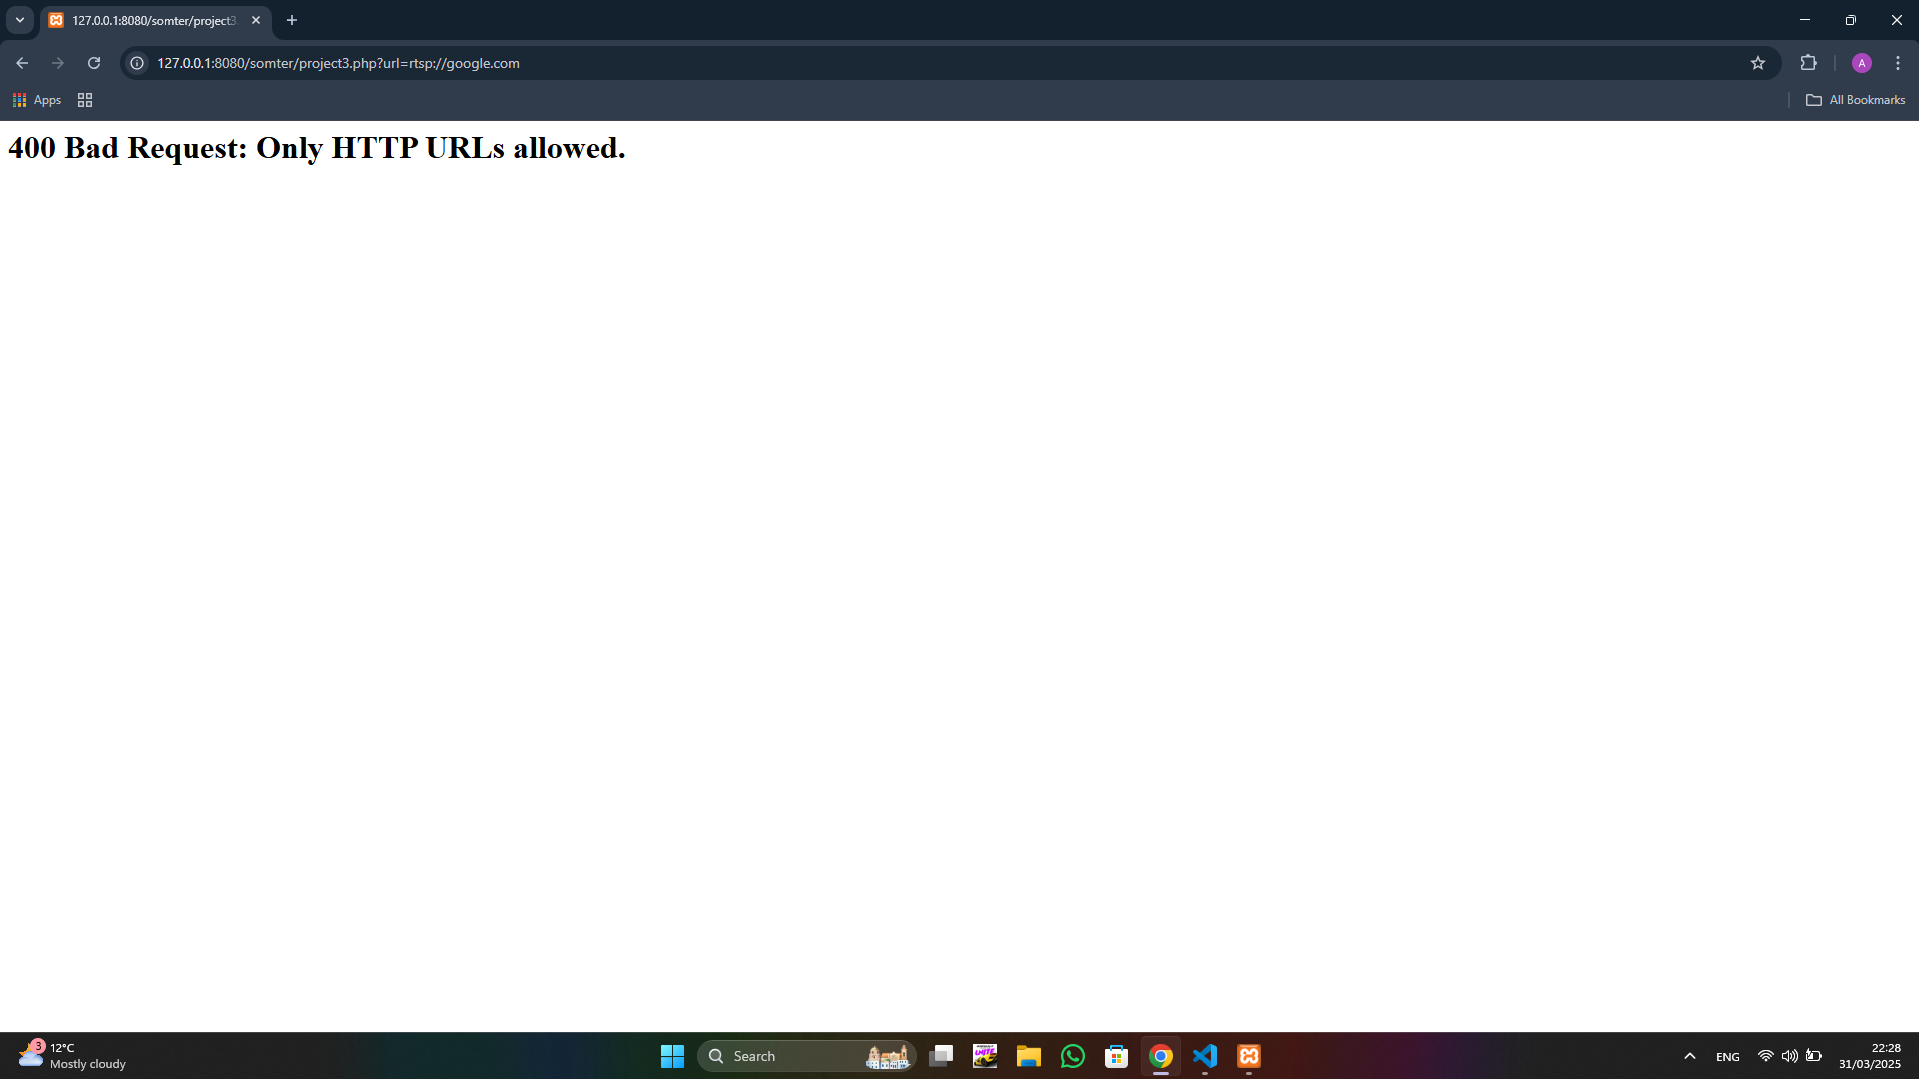 127.0.0.1:8080/somter/project3
127.0.0.1:8080/somter/project3.php?url=rtsp://google.com
A
Apps
All Bookmarks
400 Bad Request: Only HTTP URLs allowed.
3
12°C
Mostly cloudy
Search
UNITE
ENG
22:28
31/03/2025